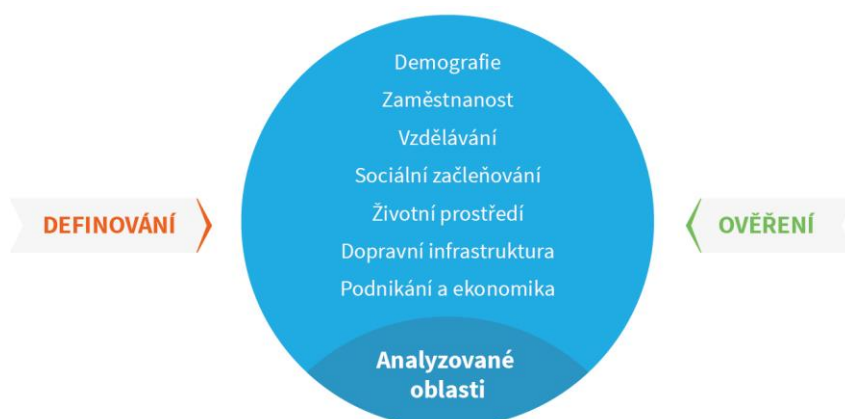 Demografie
Zaměstnanost
Vzdělávání
Sociální začleňování
Životní prostředí
Dopravní infrastruktura
Podnikání a ekonomika
DEFINOVÁNÍ
OVĚŘENÍ
Analyzované
oblasti